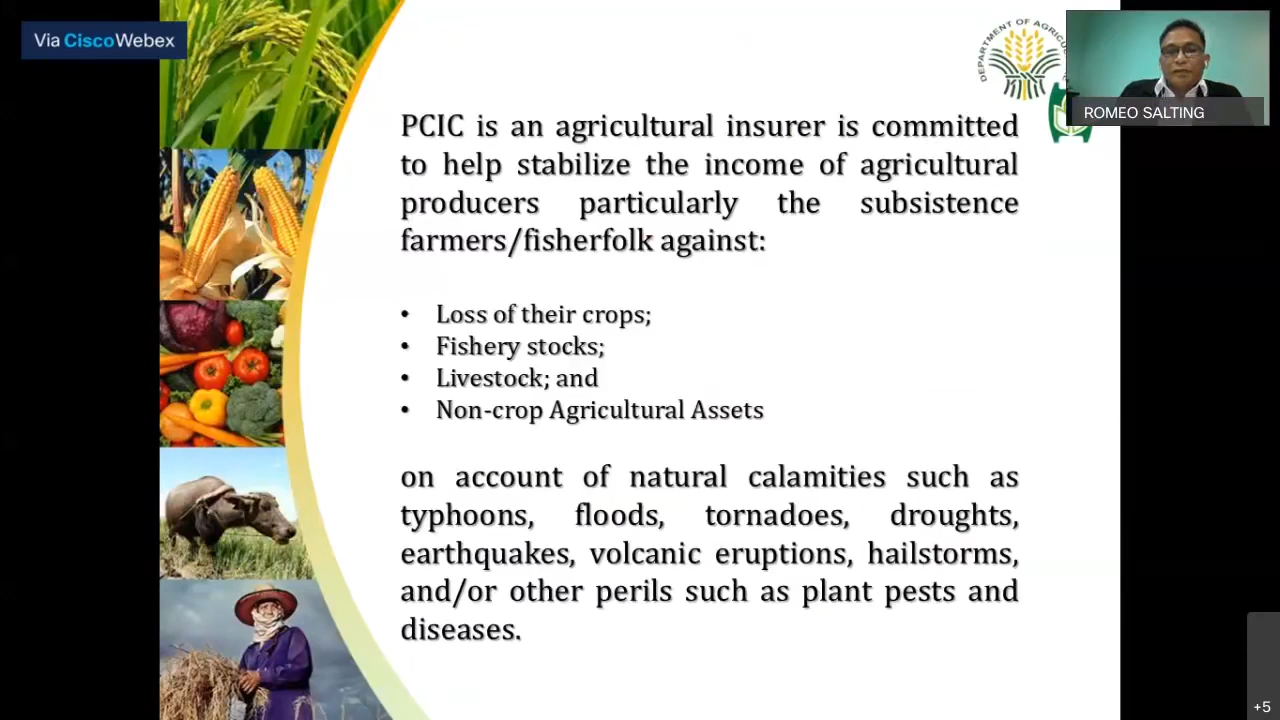 Via CiscoWebex
DEPARTMENT OF
ROMEO SALTING
PCIC is an agricultural insurer is committed
to help stabilize the income of agricultural
producers particularly the subsistence
farmers/fisherfolk against:
• Loss of their crops;
• Fishery stocks;
• Livestock; and
• Non-crop Agricultural Assets
on account of natural calamities such as
typhoons, floods, tornadoes, droughts,
earthquakes, volcanic eruptions, hailstorms,
and/or other perils such as plant pests and
diseases.
+5